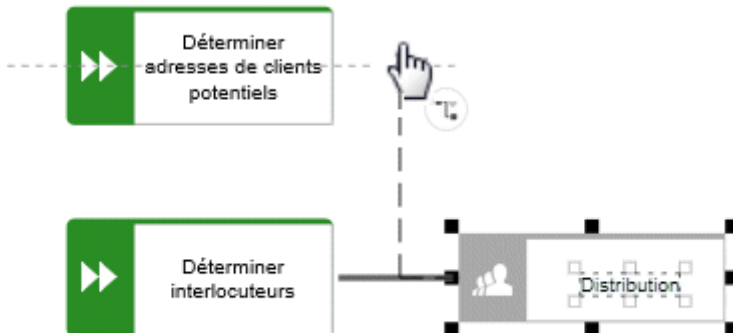 Déterminer
adresses de clients
potentiels
Déterminer
interlocuteurs
Distribution